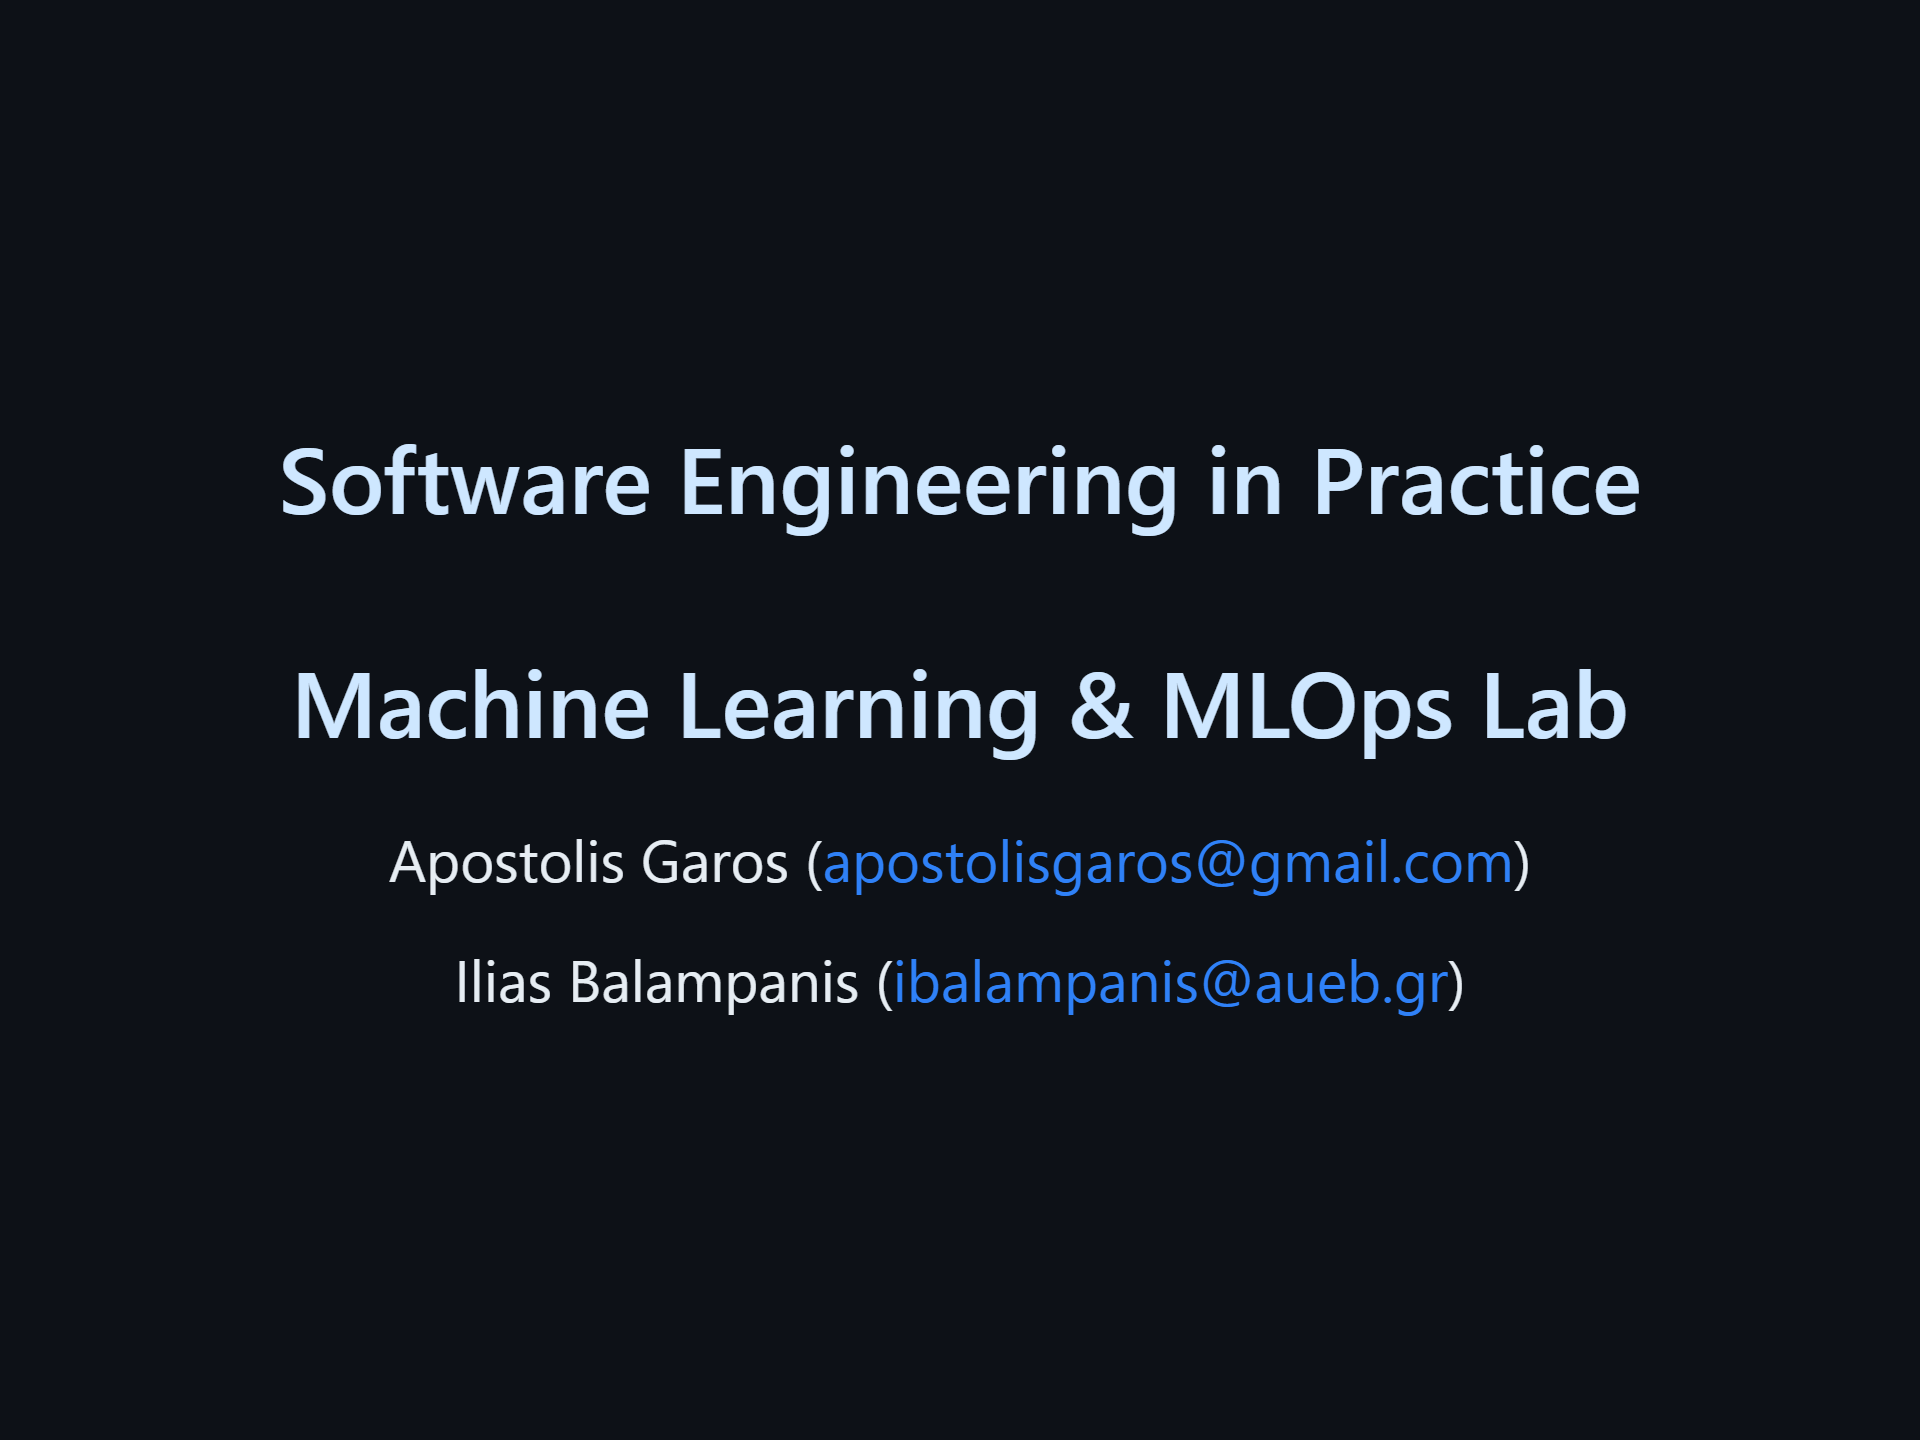 Software Engineering in Practice
Machine Learning & MLOps Lab
Apostolis Garos (apostolisgaros@gmail.com)
Ilias Balampanis (ibalampanis@aueb.gr)